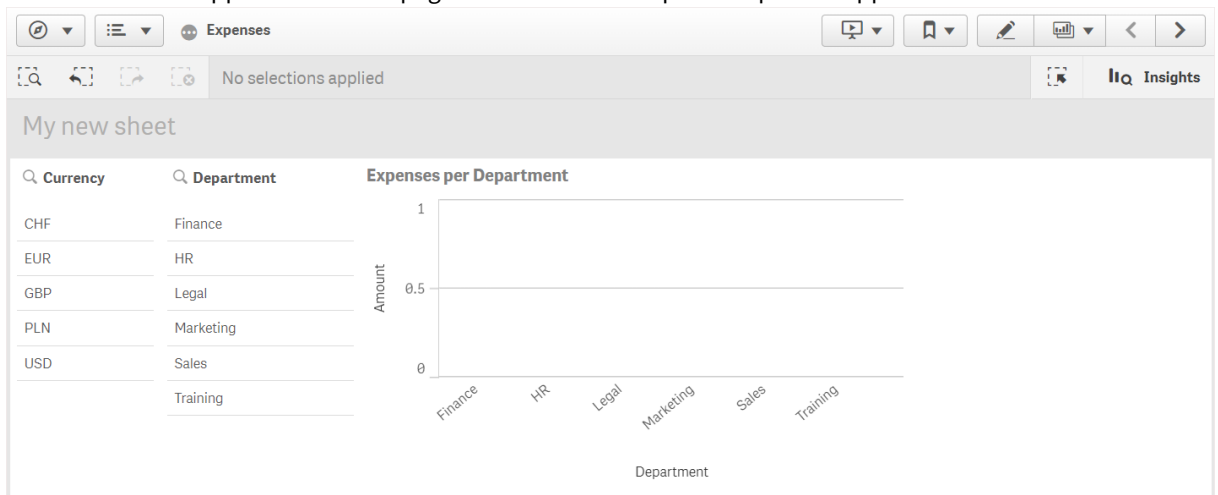 Expenses
No selections applied
Insights
My new sheet
Currency
CHF
EUR
GBP
PLN
USD
Department
Finance
HR
Legal
Marketing
Sales
Training
Expenses per Department
Amount
1
0.5
0
Finance
HR
Legal
Marketing
Sales
Training
Department